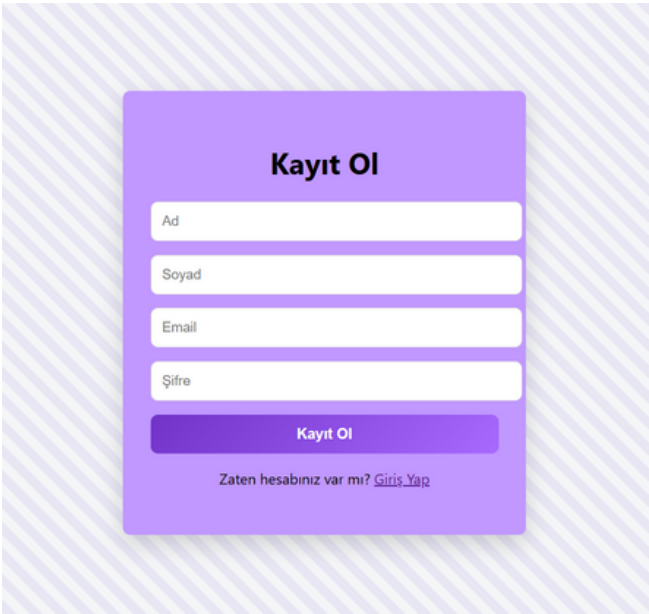 Kayıt Ol
Ad
Soyad
Email
Şifre
Kayıt Ol
Zaten hesabınız var mı? Giriş Yap